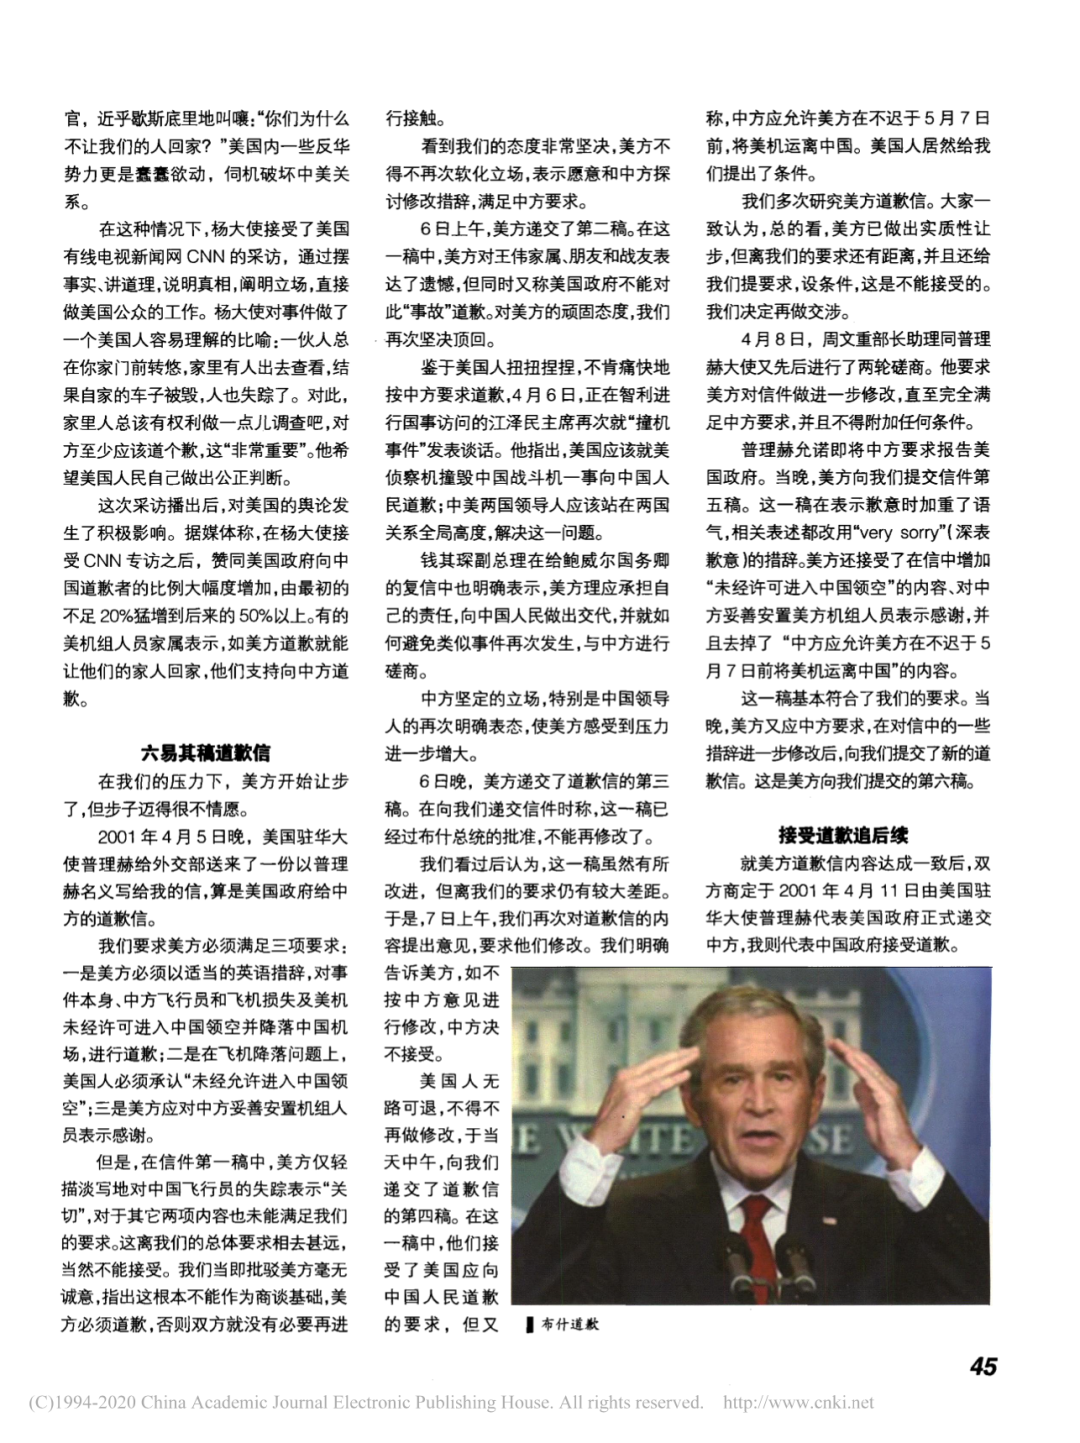 官，近乎歇斯底里地叫嚷：“你们为什么
不让我们的人回家？”美国内一些反华
势力更是蠢蠢欲动，伺机破坏中美关
系。
在这种情况下，杨大使接受了美国
有线电视新闻网CNN的采访，通过摆
事实、讲道理，说明真相，阐明立场，直接
做美国公众的工作。杨大使对事件做了
一个美国人容易理解的比喻：一伙人总
在你家门前转悠，家里有人出去查看，结
果自家的车子被毁，人也失踪了。对此，
家里人总该有权利做一点儿调查吧，对
方至少应该道个歉，这“非常重要”。他希
望美国人民自己做出公正判断。
这次采访播出后，对美国的舆论发
生了积极影响。据媒体称，在杨大使接
受CNN专访之后，赞同美国政府向中
国道歉者的比例大幅度增加，由最初的
不足20%猛增到后来的50%以上。有的
美机组人员家属表示，如美方道歉就能
让他们的家人回家，他们支持向中方道
歉。
六易其稿道歉信
在我们的压力下，美方开始让步
了，但步子迈得很不情愿。
2001年4月5日晚，美国驻华大
使普理赫给外交部送来了一份以普理
赫名义写给我的信，算是美国政府给中
方的道歉信。
我们要求美方必须满足三项要求：
一是美方必须以适当的英语措辞，对事
件本身、中方飞行员和飞机损失及美机
未经许可进入中国领空并降落中国机
场，进行道歉；二是在飞机降落问题上，
美国人必须承认“未经允许进入中国领
空”；三是美方应对中方妥善安置机组人
员表示感谢。
但是，在信件第一稿中，美方仅轻
描淡写地对中国飞行员的失踪表示“关
切”，对于其它两项内容也未能满足我们
的要求。这离我们的总体要求相去甚远，
当然不能接受。我们当即批驳美方毫无
诚意，指出这根本不能作为商谈基础，美
方必须道歉，否则双方就没有必要再进
行接触。
看到我们的态度非常坚决，美方不
得不再次软化立场，表示愿意和中方探
讨修改措辞，满足中方要求。
6日上午，美方递交了第二稿。在这
一稿中，美方对王伟家属、朋友和战友表
达了遗憾，但同时又称美国政府不能对
此“事故”道歉。对美方的顽固态度，我们
再次坚决顶回。
鉴于美国人扭扭捏捏，不肯痛快地
按中方要求道歉，4月6日，正在智利进
行国事访问的江泽民主席再次就“撞机
事件”发表谈话。他指出，美国应该就美
侦察机撞毁中国战斗机一事向中国人
民道歉；中美两国领导人应该站在两国
关系全局高度，解决这一问题。
钱其琛副总理在给鲍威尔国务卿
的复信中也明确表示，美方理应承担自
己的责任，向中国人民做出交代，并就如
何避免类似事件再次发生，与中方进行
磋商。
中方坚定的立场，特别是中国领导
人的再次明确表态，使美方感受到压力
进一步增大。
6日晚，美方递交了道歉信的第三
稿。在向我们递交信件时称，这一稿已
经过布什总统的批准，不能再修改了。
我们看过后认为，这一稿虽然有所
改进，但离我们的要求仍有较大差距。
于是，7日上午，我们再次对道歉信的内
容提出意见，要求他们修改。我们明确
告诉美方，如不
按中方意见进
行修改，中方决
不接受。
美国人无
路可退，不得不
再做修改，于当
天中午，向我们
递交了道歉信
的第四稿。在这
一稿中，他们接
受了美国应向
中国人民道歉
的要求，但又
称，中方应允许美方在不迟于5月7日
前，将美机运离中国。美国人居然给我
们提出了条件。
我们多次研究美方道歉信。大家一
致认为，总的看，美方已做出实质性让
步，但离我们的要求还有距离，并且还给
我们提要求，设条件，这是不能接受的。
我们决定再做交涉。
4月8日，周文重部长助理同普理
赫大使又先后进行了两轮磋商。他要求
美方对信件做进一步修改，直至完全满
足中方要求，并且不得附加任何条件。
普理赫允诺即将中方要求报告美
国政府。当晚，美方向我们提交信件第
五稿。这一稿在表示歉意时加重了语
气，相关表述都改用“very sorry”（深表
歉意）的措辞。美方还接受了在信中增加
“未经许可进入中国领空”的内容、对中
方妥善安置美方机组人员表示感谢，并
且去掉了“中方应允许美方在不迟于5
月7日前将美机运离中国”的内容。
这一稿基本符合了我们的要求。当
晚，美方又应中方要求，在对信中的一些
措辞进一步修改后，向我们提交了新的道
歉信。这是美方向我们提交的第六稿。
接受道歉追后续
就美方道歉信内容达成一致后，双
方商定于2001年4月11日由美国驻
华大使普理赫代表美国政府正式递交
中方，我则代表中国政府接受道歉。
E WHITE
SE
布什道歉
45
(C)1994-2020 China Academic Journal Electronic Publishing House. All rights reserved. http://www.cnki.net